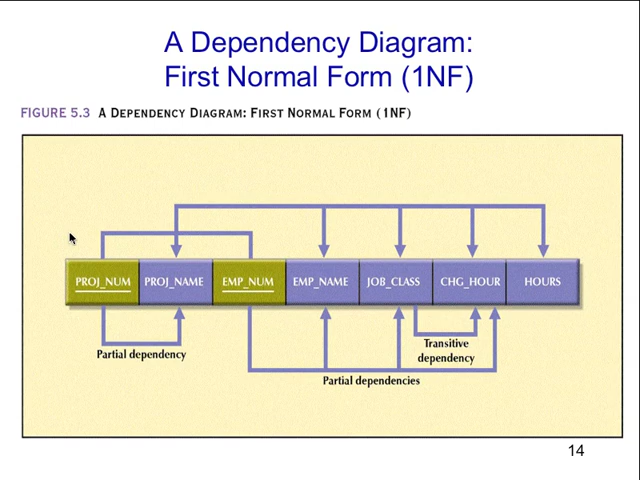 A Dependency Diagram:
First Normal Form (1NF)
FIGURE 5.3 A DEPENDENCY DIAGRAM: FIRST NORMAL FORM (1NF)
PROJ_NUM PROJ_NAME EMP_NUM EMP_NAME JOB_CLASS CHG_HOUR HOURS
Partial dependency
Transitive
dependency
Partial dependencies
14